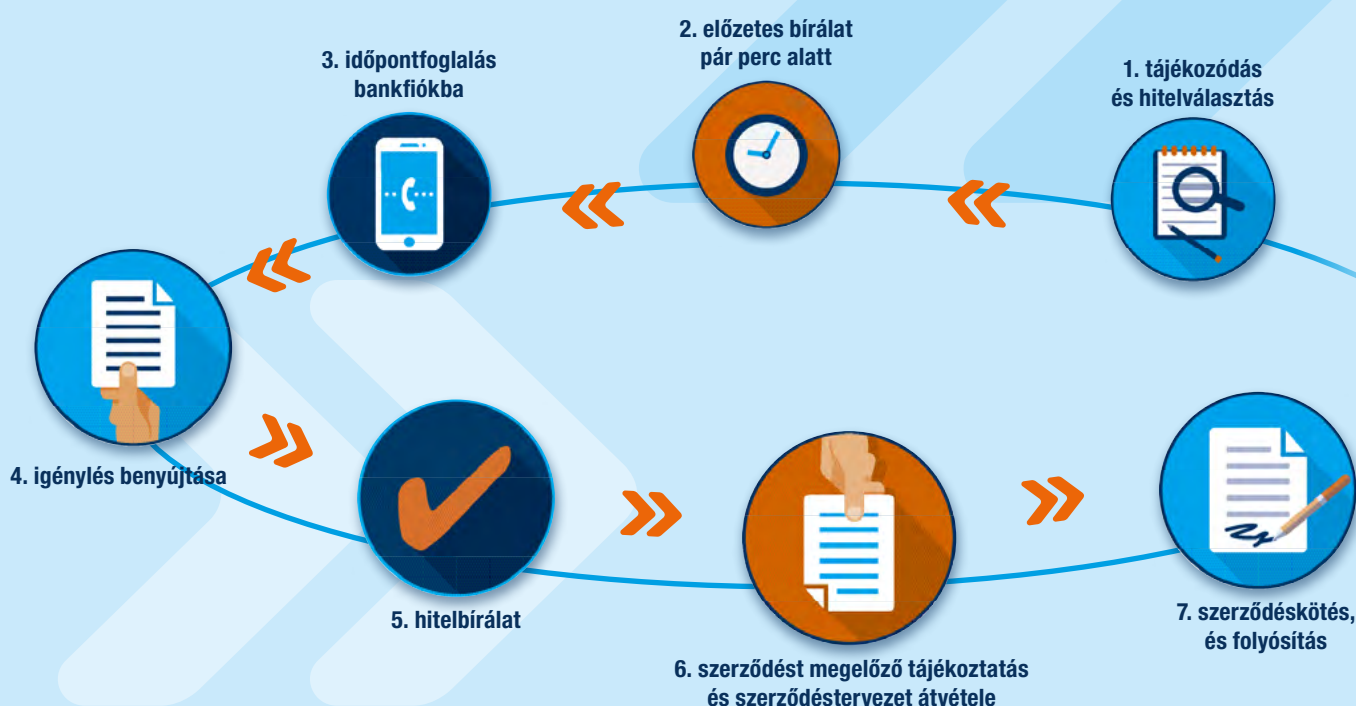 1. tájékozódás
és hitelválasztás
2. előzetes bírálat
pár perc alatt
3. időpontfoglalás
bankfiókba
4. igénylés benyújtása
5. hitelbírálat
6. szerződést megelőző tájékoztatás
és szerződéstervezet átvétele
7. szerződéskötés,
és folyósítás